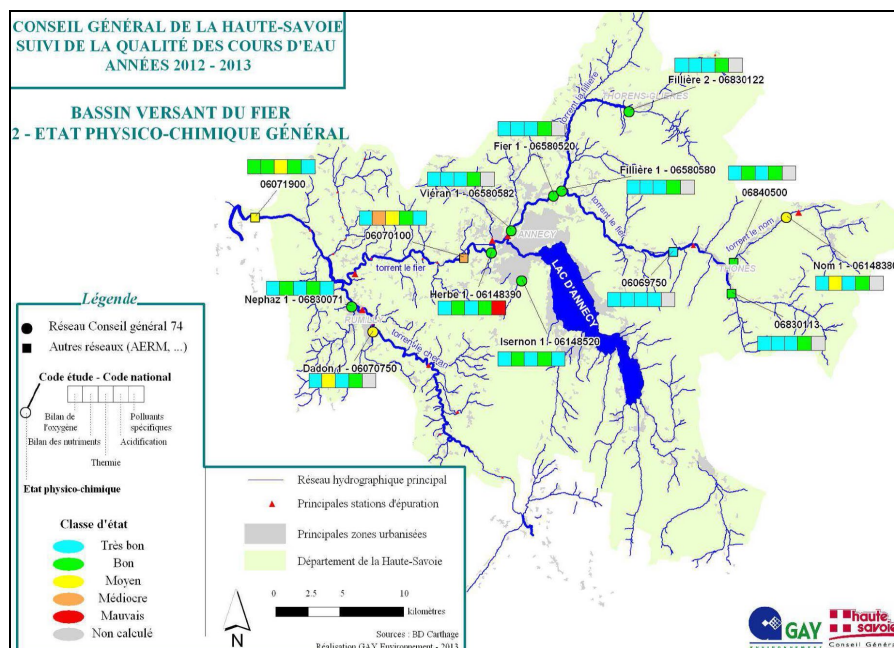 CONSEIL GÉNÉRAL DE LA HAUTE-SAVOIE
SUIVI DE LA QUALITÉ DES COURS D'EAU
ANNÉES 2012 - 2013
BASSIN VERSANT DU FIER
2 - ETAT PHYSICO-CHIMIQUE GÉNÉRAL
Fillière 2 - 06830122
THORENS-GLIERES
torrent la fillière
Fier 1 - 06580520
Fillière 1 - 06580580
06071900
Viéran 1 - 06580582
06840500
06070100
ANNECY
torrent le fier
torrent le nom
torrent le fier
LAC D'ANNECY
THONES
Nom 1 - 06148380
06069750
Nephaz 1 - 06830071
Herbe 1 - 06148390
06830113
Isernon 1 - 06148520
torrent le cheran
Dadon 1 - 06070750
Légende
Réseau Conseil général 74
Autres réseaux (AERM, ...)
Code étude - Code national
Bilan de l'oxygène
Polluants spécifiques
Bilan des nutriments
Acidification
Thermie
Etat physico-chimique
Classe d'état
Très bon
Bon
Moyen
Médiocre
Mauvais
Non calculé
Réseau hydrographique principal
Principales stations d'épuration
Principales zones urbanisées
Département de la Haute-Savoie
0 2.5 5 10
kilomètres
N
Sources : BD Carthage
Réalisation GAY Environnement - 2013
GAY
ENVIRONNEMENT
haute
savoie
Conseil Général